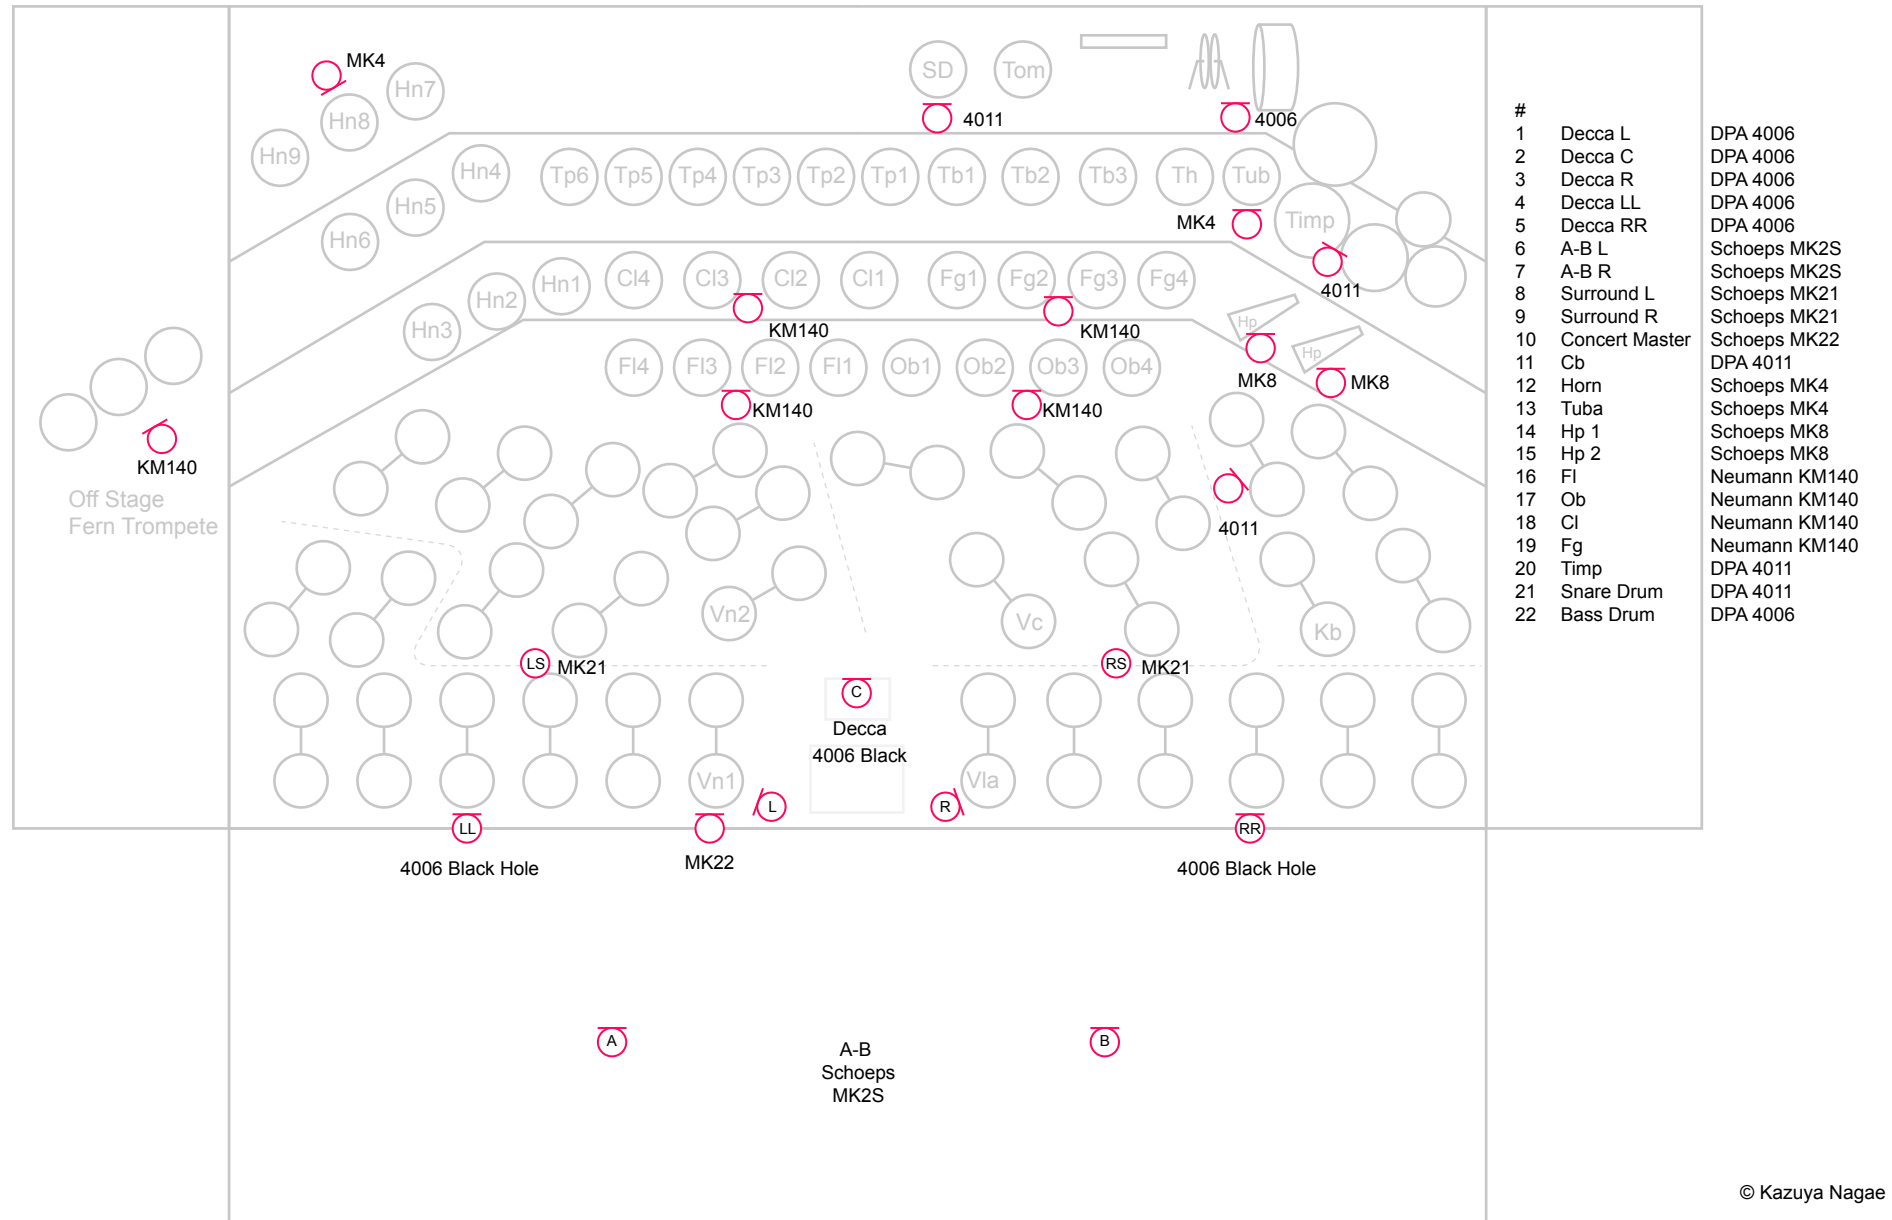 MK4
Hn7
Hn8
Hn9
SD
Tom
4011
4006
Hn4
Hn5
Hn6
Tp6
Tp5
Tp4
Tp3
Tp2
Tp1
Tb1
Tb2
Tb3
Th
Tub
MK4
Timp
4011
Hn1
Hn2
Hn3
Cl4
Cl3
Cl2
Cl1
Fg1
Fg2
Fg3
Fg4
KM140
KM140
Hp
Hp
MK8
MK8
Fl4
Fl3
Fl2
Fl1
Ob1
Ob2
Ob3
Ob4
KM140
KM140
KM140
Off Stage
Fern Trompete
4011
Vn2
Vc
Kb
LS
MK21
RS
MK21
C
Decca
4006 Black
Vn1
Vla
L
R
LL
RR
4006 Black Hole
MK22
4006 Black Hole
A
B
A-B
Schoeps
MK2S
#
1 Decca L DPA 4006
2 Decca C DPA 4006
3 Decca R DPA 4006
4 Decca LL DPA 4006
5 Decca RR DPA 4006
6 A-B L Schoeps MK2S
7 A-B R Schoeps MK2S
8 Surround L Schoeps MK21
9 Surround R Schoeps MK21
10 Concert Master Schoeps MK22
11 Cb DPA 4011
12 Horn Schoeps MK4
13 Tuba Schoeps MK4
14 Hp 1 Schoeps MK8
15 Hp 2 Schoeps MK8
16 Fl Neumann KM140
17 Ob Neumann KM140
18 Cl Neumann KM140
19 Fg Neumann KM140
20 Timp DPA 4011
21 Snare Drum DPA 4011
22 Bass Drum DPA 4006
© Kazuya Nagae